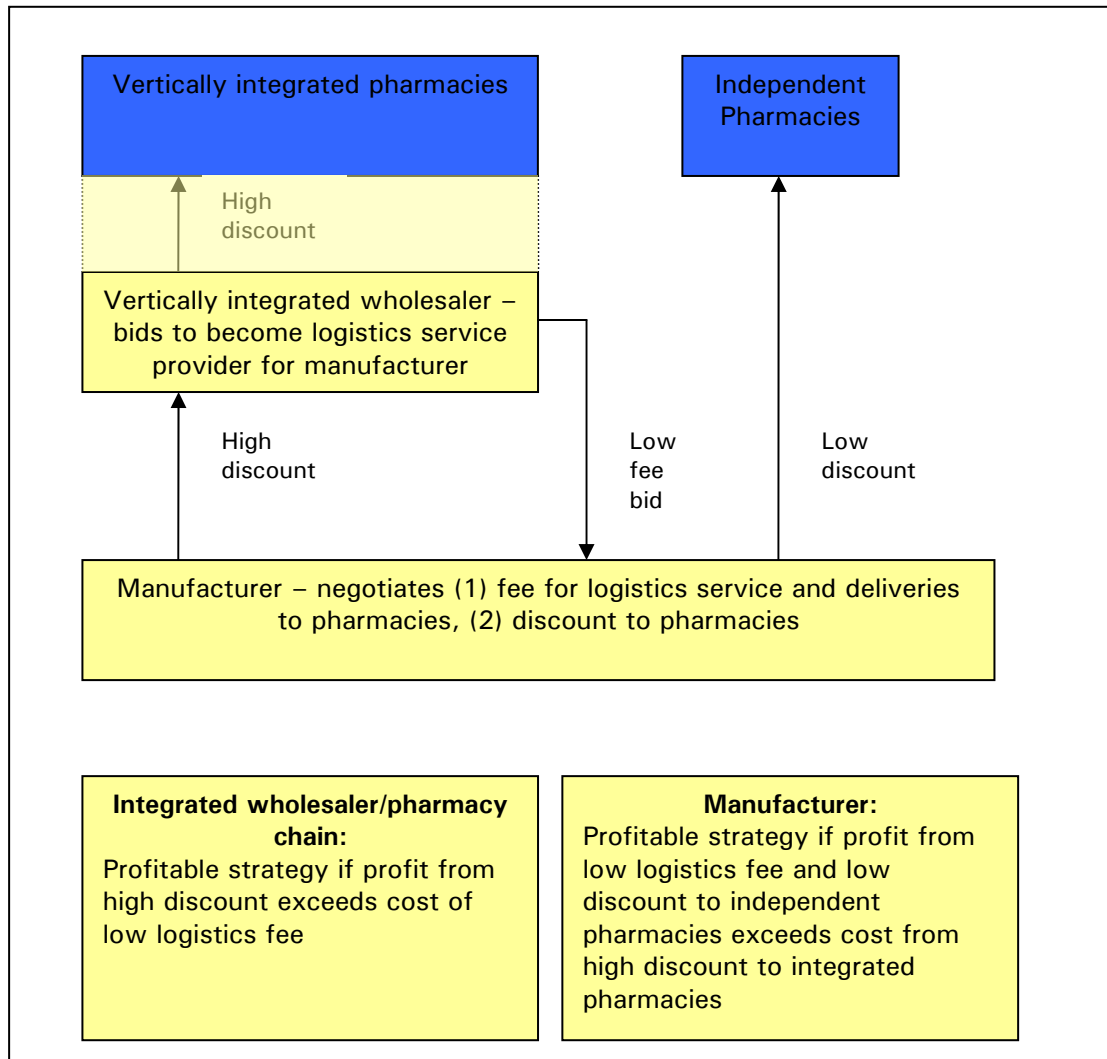 Vertically integrated pharmacies
Independent
Pharmacies
High
discount
Vertically integrated wholesaler –
bids to become logistics service
provider for manufacturer
High
discount
Low
fee
bid
Low
discount
Manufacturer – negotiates (1) fee for logistics service and deliveries
to pharmacies, (2) discount to pharmacies
Integrated wholesaler/pharmacy
chain:
Profitable strategy if profit from
high discount exceeds cost of
low logistics fee
Manufacturer:
Profitable strategy if profit from
low logistics fee and low
discount to independent
pharmacies exceeds cost from
high discount to integrated
pharmacies